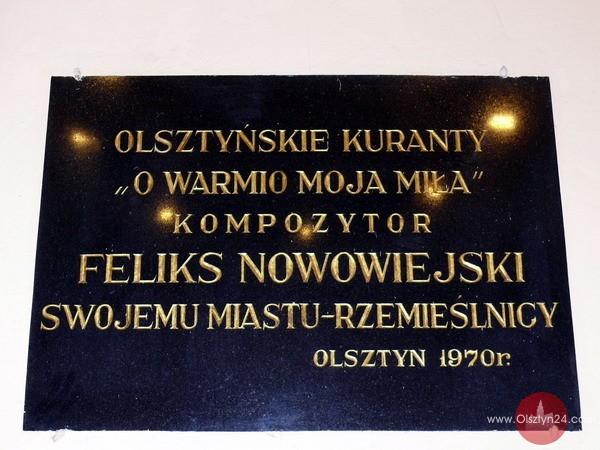 OLSZTYŃSKIE KURANTY
„O WARMIO MOJA MIŁA"
KOMPOZYTOR
FELIKS NOWOWIEJSKI
SWOJEMU MIASTU-RZEMIEŚLNICY
OLSZTYN 1970r.
www.Olsztyn24.com